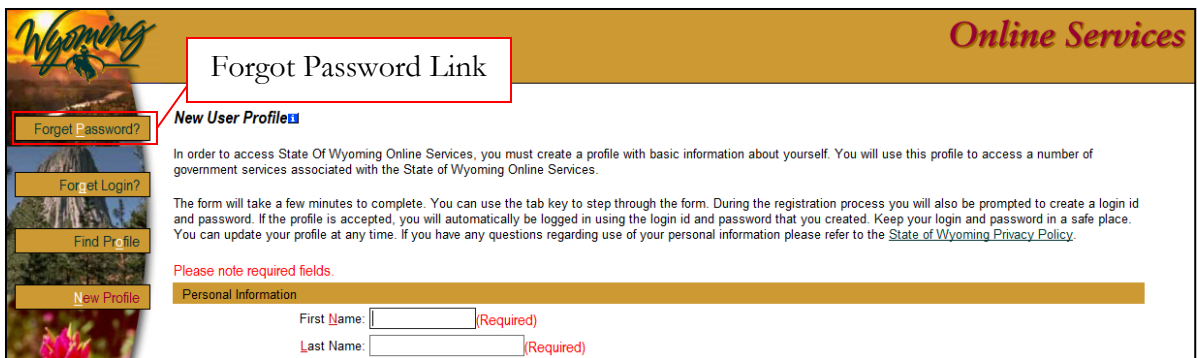 Wyoming
Online Services
Forgot Password Link
Forget Password?
Forget Login?
Find Profile
New Profile
New User Profile
In order to access State Of Wyoming Online Services, you must create a profile with basic information about yourself. You will use this profile to access a number of
government services associated with the State of Wyoming Online Services.
The form will take a few minutes to complete. You can use the tab key to step through the form. During the registration process you will also be prompted to create a login id
and password. If the profile is accepted, you will automatically be logged in using the login id and password that you created. Keep your login and password in a safe place.
You can update your profile at any time. If you have any questions regarding use of your personal information please refer to the State of Wyoming Privacy Policy.
Please note required fields.
Personal Information
First Name: (Required)
Last Name: (Required)